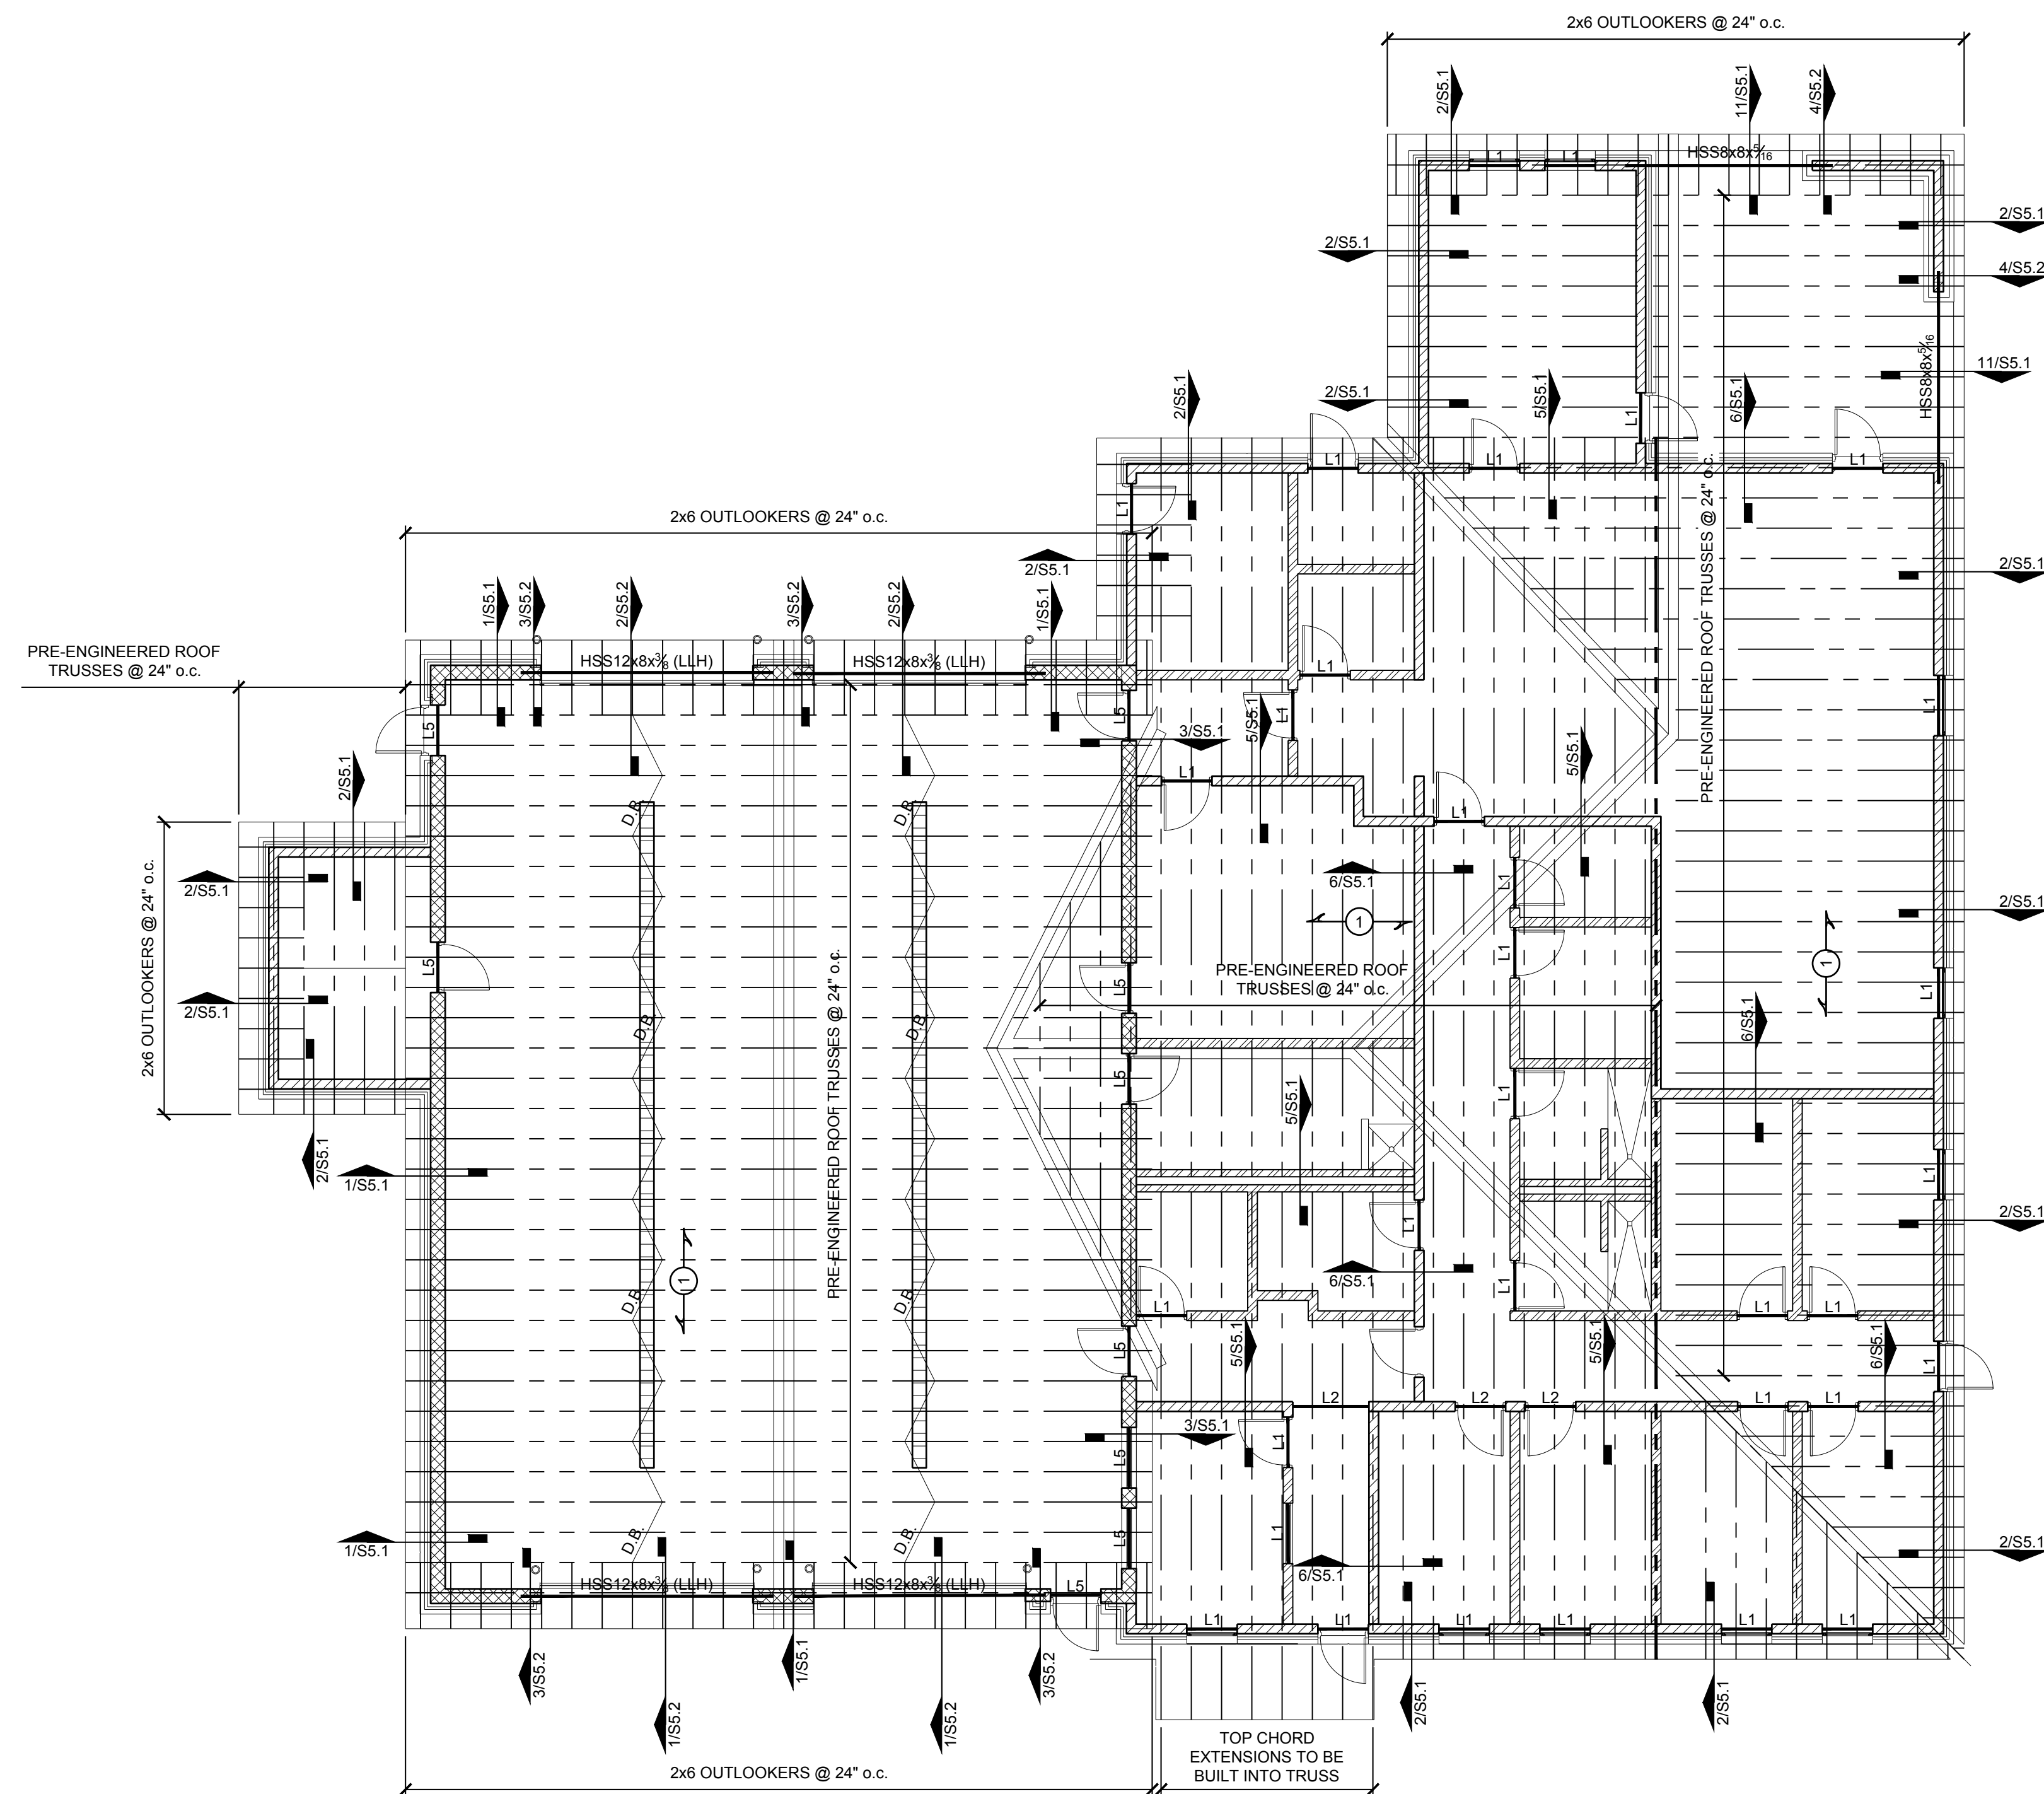 2x6 OUTLOOKERS @ 24" o.c.
2/S5.1
11/S5.1
4/S5.2
L1
L1
HSS8x8x5⁄16
2/S5.1
2/S5.1
4/S5.2
HSS8x8x5⁄16
11/S5.1
2/S5.1
2/S5.1
5/S5.1
6/S5.1
L1
L1
L1
L1
L1
PRE-ENGINEERED ROOF TRUSSES @ 24" o.c.
2x6 OUTLOOKERS @ 24" o.c.
2/S5.1
2/S5.1
1/S5.1
3/S5.2
2/S5.2
3/S5.2
2/S5.2
1/S5.1
PRE-ENGINEERED ROOF
TRUSSES @ 24" o.c.
HSS12x8x3⁄8 (LLH)
HSS12x8x3⁄8 (LLH)
L1
L1
L5
L5
L1
3/S5.1
5/S5.1
5/S5.1
2/S5.1
L1
L1
D.B.
D.B.
6/S5.1
L1
2/S5.1
2/S5.1
2x6 OUTLOOKERS @ 24" o.c.
1
2/S5.1
1
L1
L5
L5
PRE-ENGINEERED ROOF
TRUSSES @ 24" o.c.
L1
2/S5.1
D.B.
D.B.
PRE-ENGINEERED ROOF TRUSSES @ 24" o.c.
6/S5.1
L5
L1
5/S5.1
2/S5.1
1/S5.1
L1
L1
2/S5.1
1
6/S5.1
L1
D.B.
D.B.
L1
L1
L1
L5
5/S5.1
5/S5.1
6/S5.1
L1
L2
L2
L1
L1
3/S5.1
L1
L5
D.B.
D.B.
L5
L1
1/S5.1
6/S5.1
2/S5.1
HSS12x8x3⁄8 (LLH)
HSS12x8x3⁄8 (LLH)
L5
L1
L1
L1
L1
L1
L1
3/S5.2
1/S5.2
1/S5.1
1/S5.2
3/S5.2
2/S5.1
2/S5.1
TOP CHORD
EXTENSIONS TO BE
BUILT INTO TRUSS
2x6 OUTLOOKERS @ 24" o.c.